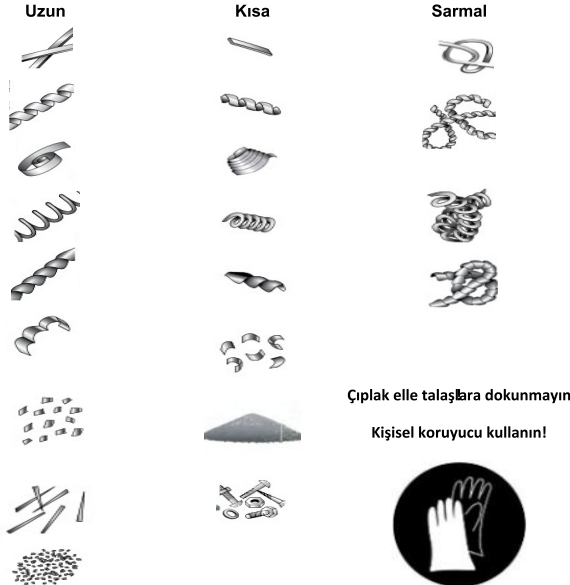 Uzun Kısa Sarmal
Çıplak elle talaşlara dokunmayın
Kişisel koruyucu kullanın!